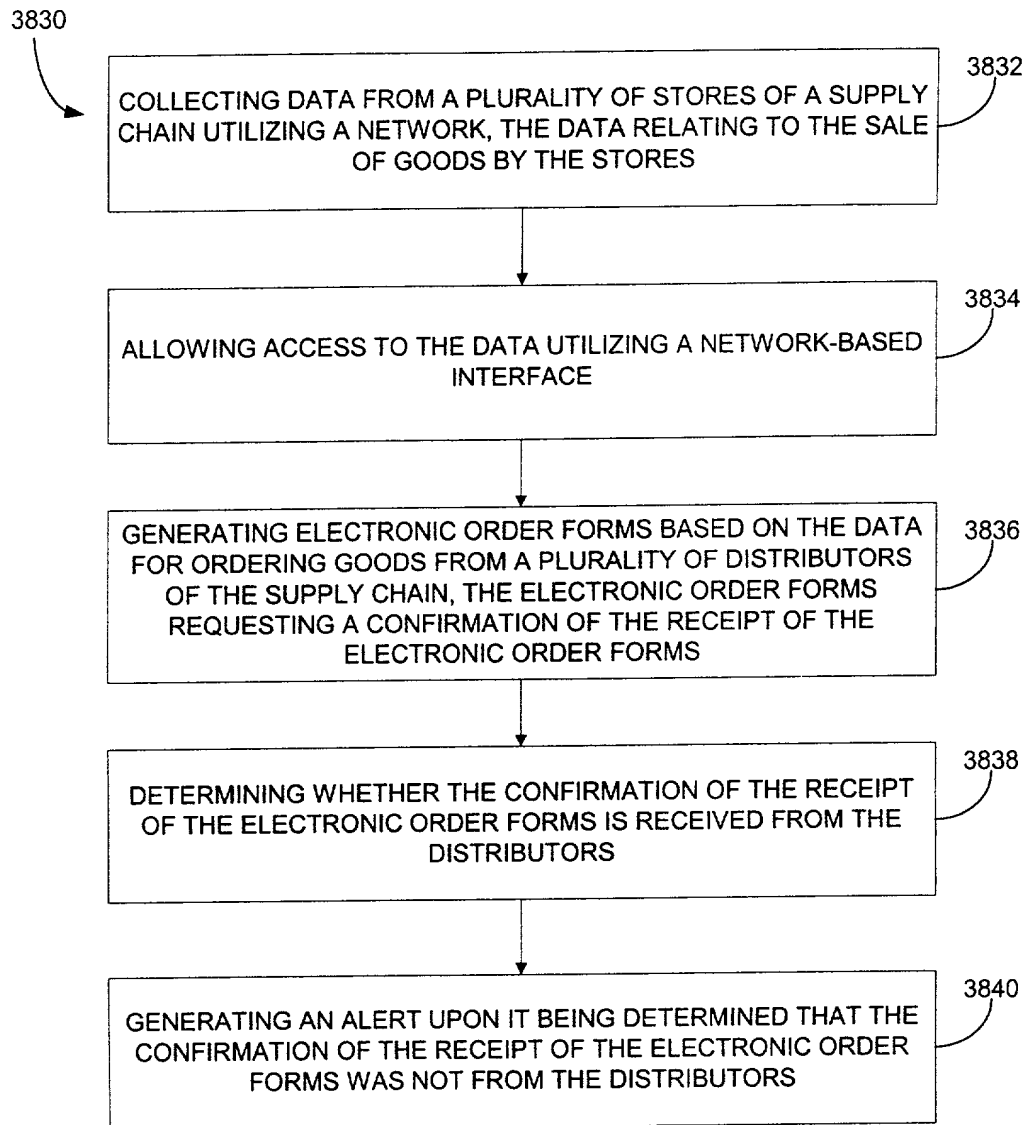 3830
3832
COLLECTING DATA FROM A PLURALITY OF STORES OF A SUPPLY
CHAIN UTILIZING A NETWORK, THE DATA RELATING TO THE SALE
OF GOODS BY THE STORES
3834
ALLOWING ACCESS TO THE DATA UTILIZING A NETWORK-BASED
INTERFACE
3836
GENERATING ELECTRONIC ORDER FORMS BASED ON THE DATA
FOR ORDERING GOODS FROM A PLURALITY OF DISTRIBUTORS
OF THE SUPPLY CHAIN, THE ELECTRONIC ORDER FORMS
REQUESTING A CONFIRMATION OF THE RECEIPT OF THE
ELECTRONIC ORDER FORMS
3838
DETERMINING WHETHER THE CONFIRMATION OF THE RECEIPT
OF THE ELECTRONIC ORDER FORMS IS RECEIVED FROM THE
DISTRIBUTORS
3840
GENERATING AN ALERT UPON IT BEING DETERMINED THAT THE
CONFIRMATION OF THE RECEIPT OF THE ELECTRONIC ORDER
FORMS WAS NOT FROM THE DISTRIBUTORS